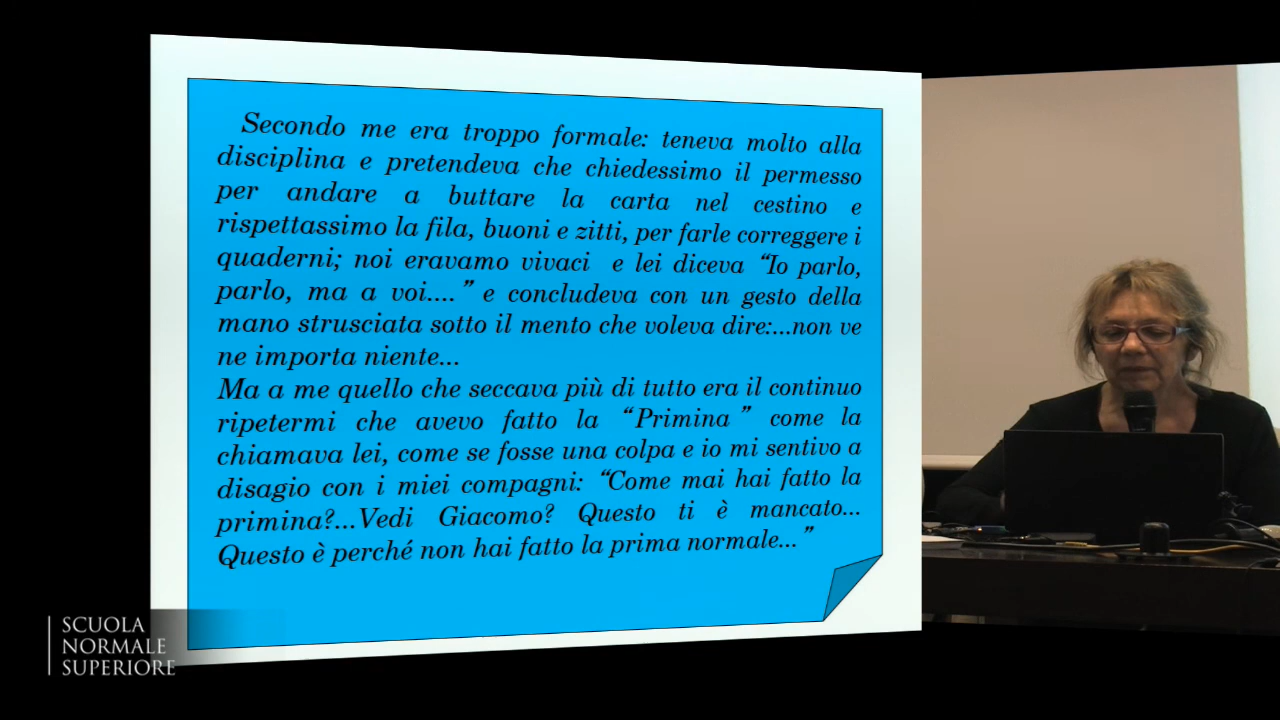 Secondo me era troppo formale: teneva molto alla
disciplina e pretendeva che chiedessimo il permesso
per andare a buttare la carta nel cestino e
rispettassimo la fila, buoni e zitti, per farle correggere i
quaderni; noi eravamo vivaci e lei diceva “Io parlo,
parlo, ma a voi....” e concludeva con un gesto della
mano strusciata sotto il mento che voleva dire:...non ve
ne importa niente...
Ma a me quello che seccava più di tutto era il continuo
ripetermi che avevo fatto la “Primina” come la
chiamava lei, come se fosse una colpa e io mi sentivo a
disagio con i miei compagni: “Come mai hai fatto la
primina?...Vedi Giacomo? Questo ti è mancato...
Questo è perché non hai fatto la prima normale...”
SCUOLA
NORMALE
SUPERIORE